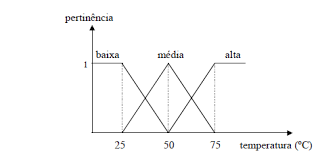 pertinência
baixa média alta
1
25 50 75 temperatura (ºC)